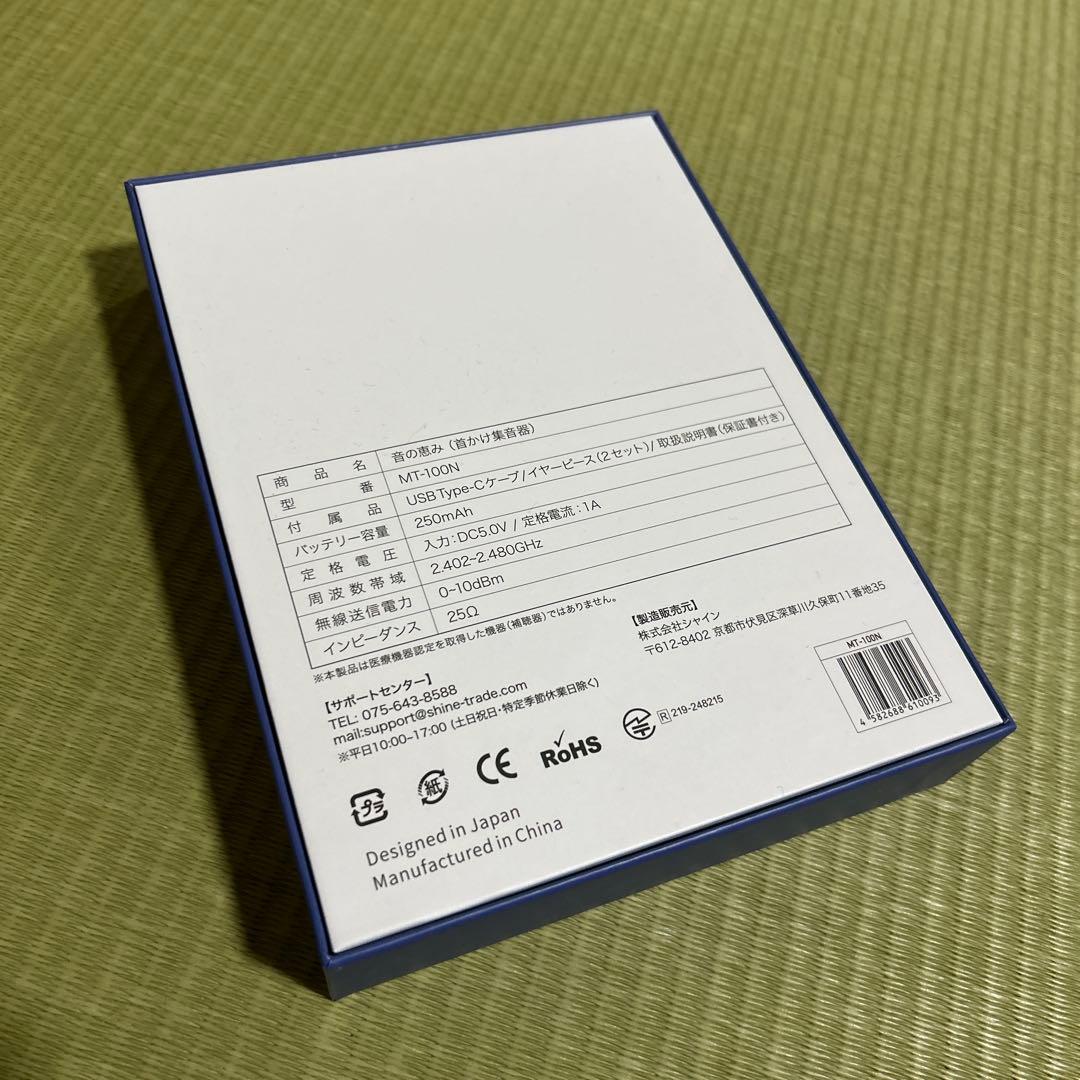 商品名 音の恵み（首かけ集音器）
型番 MT-100N
付属品 USB Type-Cケーブ/イヤーピース(2セット)/取扱説明書(保証書付き)
バッテリー容量 250mAh
定格電圧 入力:DC5.0V / 定格電流:1A
周波数帯域 2.402~2.480GHz
無線送信電力 0~10dBm
インピーダンス 25Ω
※本製品は医療機器認定を取得した機器(補聴器)ではありません。
【サポートセンター】
TEL: 075-643-8588
mail:support@shine-trade.com
※平日10:00~17:00 (土日祝日・特定季節休業日除く)
【製造販売元】
株式会社シャイン
〒612-8402 京都市伏見区深草川久保町11番地35
MT-100N
4 582688 610093
プラ
紙
CE
RoHS
R 219-248215
Designed in Japan
Manufactured in China